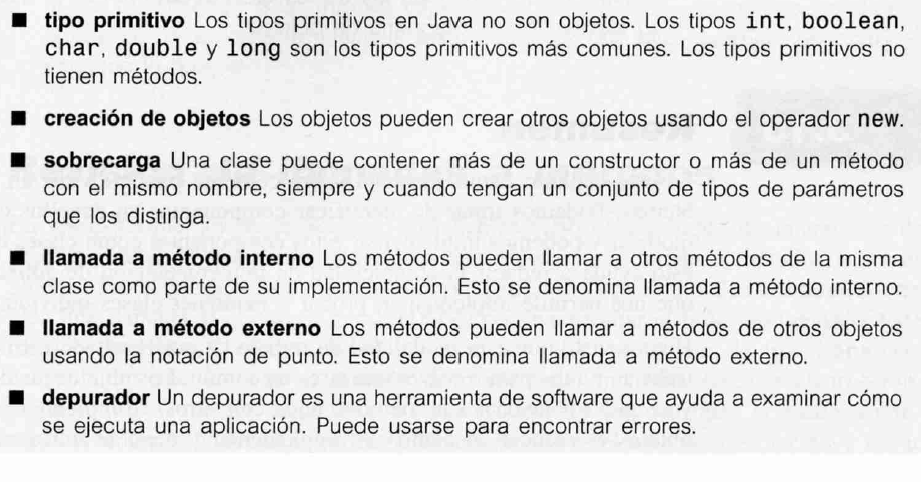 ■ tipo primitivo Los tipos primitivos en Java no son objetos. Los tipos int, boolean,
char, double y long son los tipos primitivos más comunes. Los tipos primitivos no
tienen métodos.
■ creación de objetos Los objetos pueden crear otros objetos usando el operador new.
■ sobrecarga Una clase puede contener más de un constructor o más de un método
con el mismo nombre, siempre y cuando tengan un conjunto de tipos de parámetros
que los distinga.
■ llamada a método interno Los métodos pueden llamar a otros métodos de la misma
clase como parte de su implementación. Esto se denomina llamada a método interno.
■ llamada a método externo Los métodos pueden llamar a métodos de otros objetos
usando la notación de punto. Esto se denomina llamada a método externo.
■ depurador Un depurador es una herramienta de software que ayuda a examinar cómo
se ejecuta una aplicación. Puede usarse para encontrar errores.